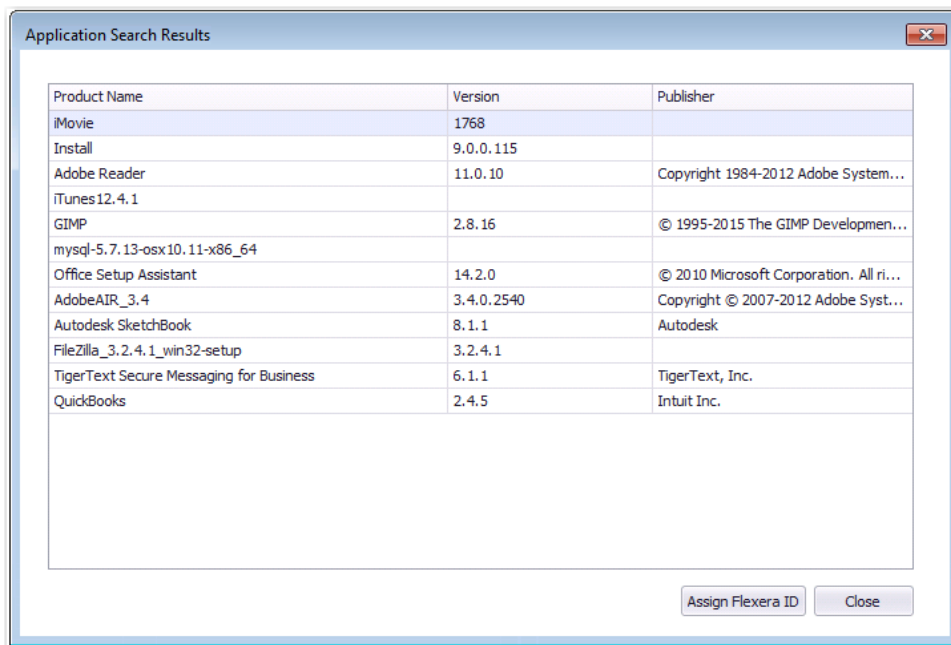 Application Search Results
Product Name Version Publisher
iMovie 1768
Install 9.0.0.115
Adobe Reader 11.0.10 Copyright 1984-2012 Adobe System...
iTunes12.4.1
GIMP 2.8.16 © 1995-2015 The GIMP Developmen...
mysql-5.7.13-osx10.11-x86_64
Office Setup Assistant 14.2.0 © 2010 Microsoft Corporation. All ri...
AdobeAIR_3.4 3.4.0.2540 Copyright © 2007-2012 Adobe Syst...
Autodesk SketchBook 8.1.1 Autodesk
FileZilla_3.2.4.1_win32-setup 3.2.4.1
TigerText Secure Messaging for Business 6.1.1 TigerText, Inc.
QuickBooks 2.4.5 Intuit Inc.
Assign Flexera ID Close